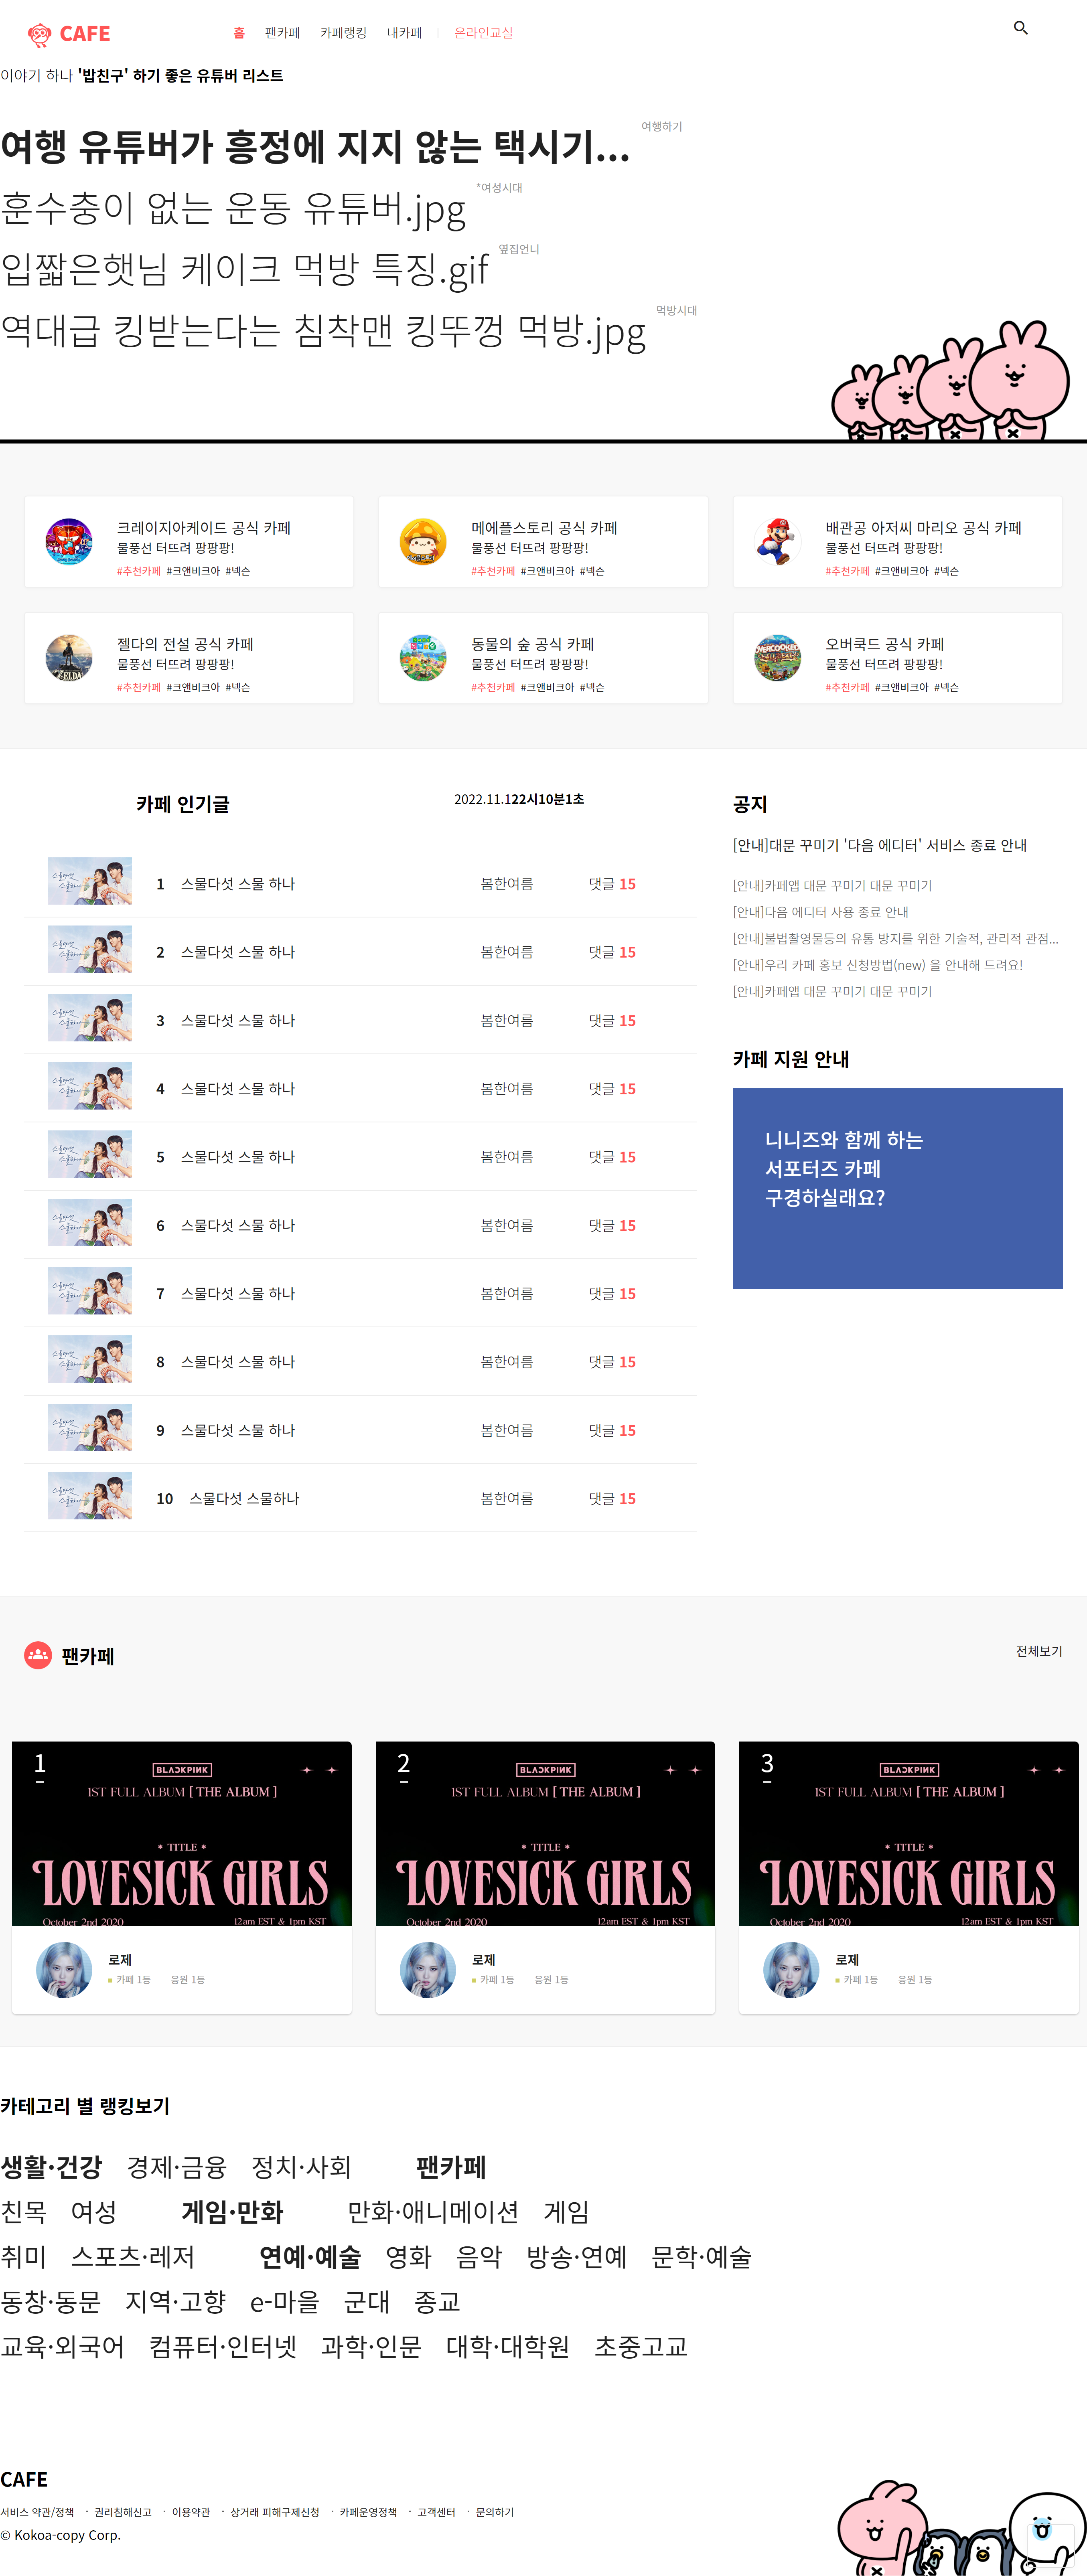 CAFE
홈 팬카페 카페랭킹 내카페 온라인교실
이야기 하나 '밥친구' 하기 좋은 유튜버 리스트
여행 유튜버가 흥정에 지지 않는 택시기... 여행하기
훈수충이 없는 운동 유튜버.jpg *여성시대
입짧은햇님 케이크 먹방 특징.gif 옆집언니
역대급 킹받는다는 침착맨 킹뚜껑 먹방.jpg 먹방시대
크레이지아케이드 공식 카페
물풍선 터뜨려 팡팡팡!
#추천카페 #크앤비크아 #넥슨
메에플스토리 공식 카페
물풍선 터뜨려 팡팡팡!
#추천카페 #크앤비크아 #넥슨
배관공 아저씨 마리오 공식 카페
물풍선 터뜨려 팡팡팡!
#추천카페 #크앤비크아 #넥슨
젤다의 전설 공식 카페
물풍선 터뜨려 팡팡팡!
#추천카페 #크앤비크아 #넥슨
동물의 숲 공식 카페
물풍선 터뜨려 팡팡팡!
#추천카페 #크앤비크아 #넥슨
오버쿡드 공식 카페
물풍선 터뜨려 팡팡팡!
#추천카페 #크앤비크아 #넥슨
카페 인기글 2022.11.122시10분1초
1 스물다섯 스물 하나 봄한여름 댓글 15
2 스물다섯 스물 하나 봄한여름 댓글 15
3 스물다섯 스물 하나 봄한여름 댓글 15
4 스물다섯 스물 하나 봄한여름 댓글 15
5 스물다섯 스물 하나 봄한여름 댓글 15
6 스물다섯 스물 하나 봄한여름 댓글 15
7 스물다섯 스물 하나 봄한여름 댓글 15
8 스물다섯 스물 하나 봄한여름 댓글 15
9 스물다섯 스물 하나 봄한여름 댓글 15
10 스물다섯 스물하나 봄한여름 댓글 15
공지
[안내]대문 꾸미기 '다음 에디터' 서비스 종료 안내
[안내]카페앱 대문 꾸미기 대문 꾸미기
[안내]다음 에디터 사용 종료 안내
[안내]불법촬영물등의 유통 방지를 위한 기술적, 관리적 관점...
[안내]우리 카페 홍보 신청방법(new) 을 안내해 드려요!
[안내]카페앱 대문 꾸미기 대문 꾸미기
카페 지원 안내
니니즈와 함께 하는
서포터즈 카페
구경하실래요?
팬카페 전체보기
1
BLACKPINK
1ST FULL ALBUM [ THE ALBUM ]
* TITLE *
LOVESICK GIRLS
October 2nd 2020 12am EST & 1pm KST
로제
카페 1등 응원 1등
2
BLACKPINK
1ST FULL ALBUM [ THE ALBUM ]
* TITLE *
LOVESICK GIRLS
October 2nd 2020 12am EST & 1pm KST
로제
카페 1등 응원 1등
3
BLACKPINK
1ST FULL ALBUM [ THE ALBUM ]
* TITLE *
LOVESICK GIRLS
October 2nd 2020 12am EST & 1pm KST
로제
카페 1등 응원 1등
카테고리 별 랭킹보기
생활·건강 경제·금융 정치·사회 팬카페
친목 여성 게임·만화 만화·애니메이션 게임
취미 스포츠·레저 연예·예술 영화 음악 방송·연예 문학·예술
동창·동문 지역·고향 e-마을 군대 종교
교육·외국어 컴퓨터·인터넷 과학·인문 대학·대학원 초중고교
CAFE
서비스 약관/정책 · 권리침해신고 · 이용약관 · 상거래 피해구제신청 · 카페운영정책 · 고객센터 · 문의하기
© Kokoa-copy Corp.